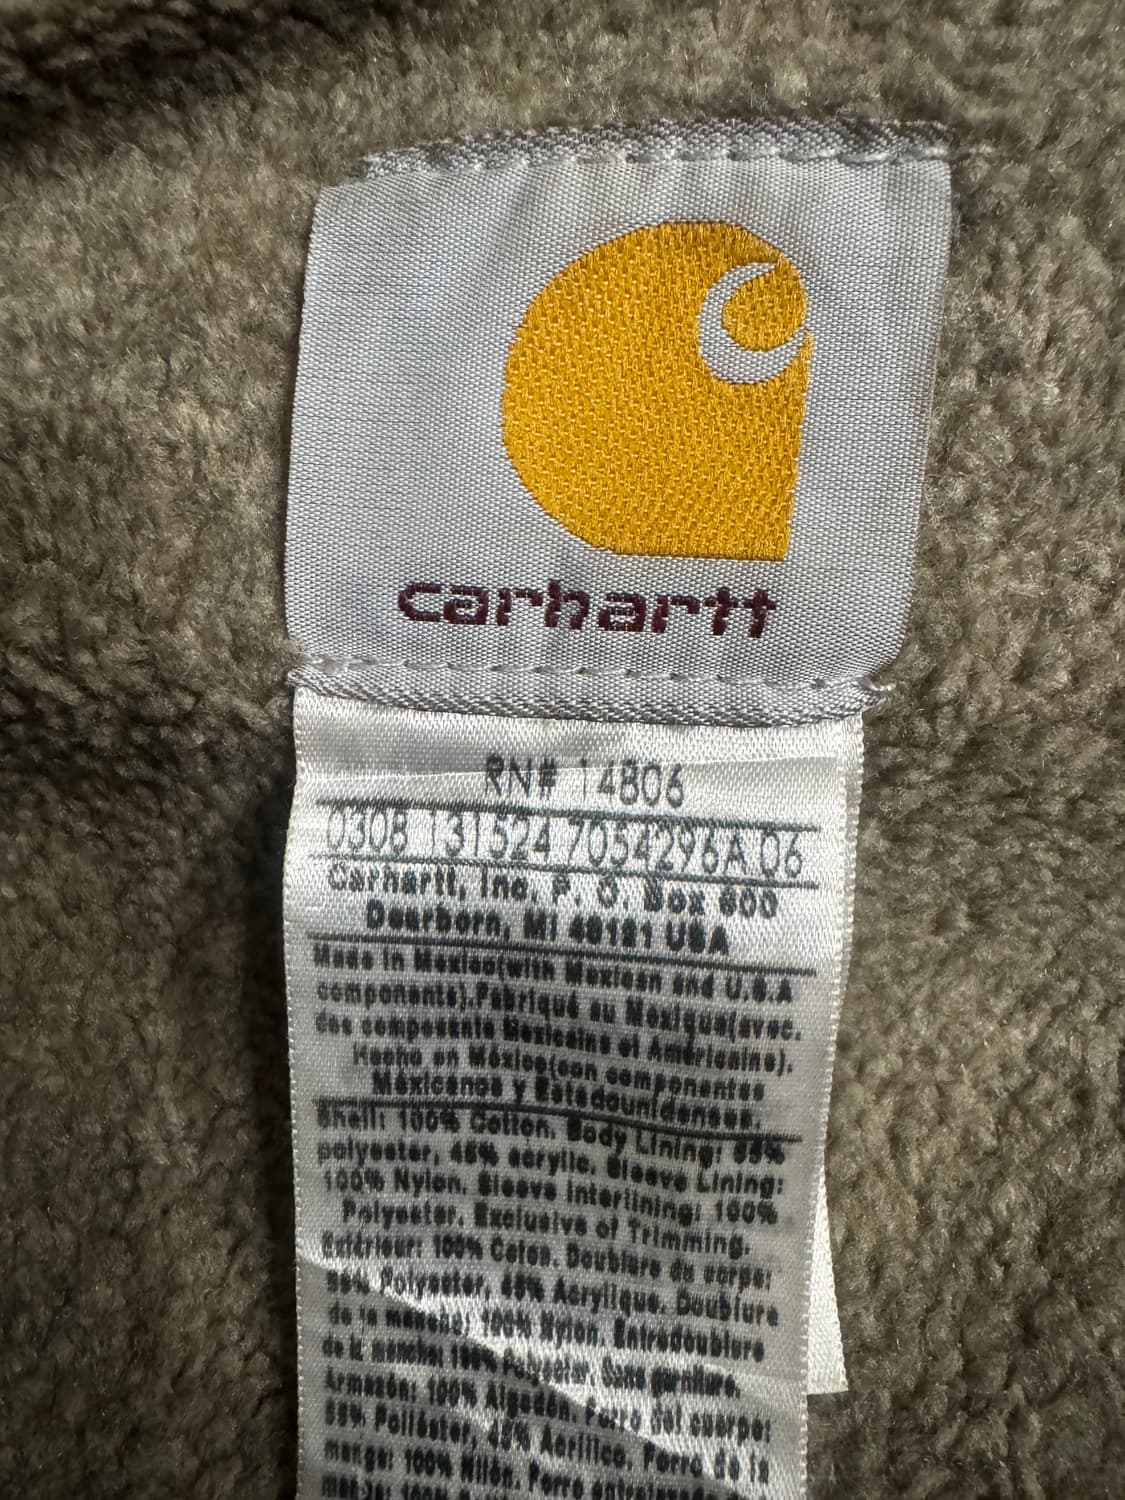 carhartt
RN# 14806
0308 131524 7054296A 06
Carhartt, Inc. P. O. Box 600
Dearborn, MI 48121 USA
Made in Mexico(with Mexican and U.S.A
components).Fabriqué au Mexique(avec.
des composants Mexicains et Américains).
Hecho en México(con componentes
Mexicanos y Estadounidenses.
Shell: 100% Cotton. Body Lining: 55%
polyester, 45% acrylic. Sleeve Lining:
100% Nylon. Sleeve Interlining: 100%
Polyester. Exclusive of Trimming.
Extérieur: 100% Coton. Doublure du corps:
55% Polyester, 45% Acrylique. Doublure
de la manche: 100% Nylon. Entredoublure
de la manche: 100% Polyester. Sans garniture.
Armazón: 100% Algodón. Forro del cuerpo:
55% Poliéster, 45% Acrílico. Forro de la
manga: 100% Nilón. Forro
manga: 100%